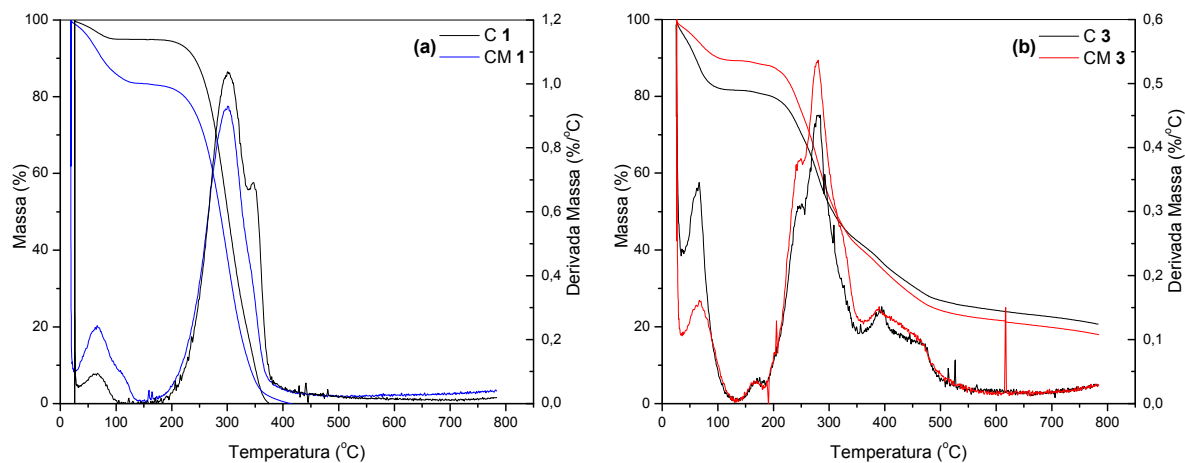 (a)
C 1
CM 1
100
80
60
40
20
0
Massa (%)
1,2
1,0
0,8
0,6
0,4
0,2
0,0
Derivada Massa (%/°C)
0 100 200 300 400 500 600 700 800
Temperatura (°C)
(b)
C 3
CM 3
100
80
60
40
20
0
Massa (%)
0,6
0,5
0,4
0,3
0,2
0,1
0,0
Derivada Massa (%/°C)
0 100 200 300 400 500 600 700 800
Temperatura (°C)